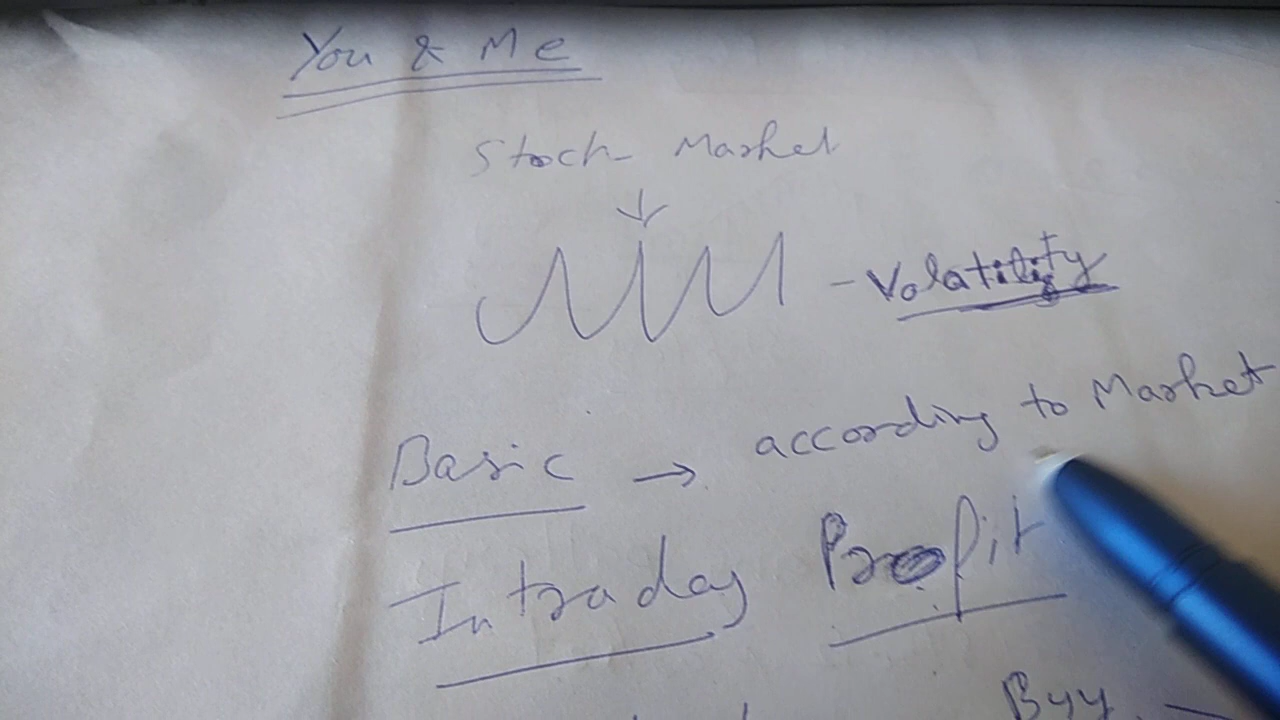 You & Me
Stock Market
- Volatility
Basic → according to Market
Intraday Profit
Buy